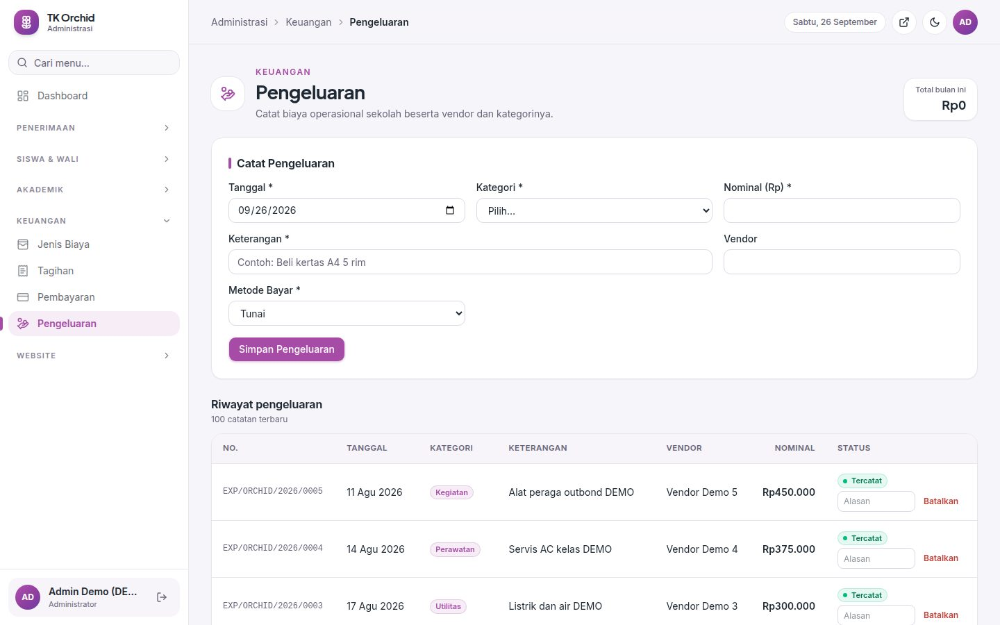 TK Orchid
Administrasi
Cari menu...
Dashboard
PENERIMAAN
SISWA & WALI
AKADEMIK
KEUANGAN
Jenis Biaya
Tagihan
Pembayaran
Pengeluaran
WEBSITE
AD
Admin Demo (DE...
Administrator
Administrasi > Keuangan > Pengeluaran
Sabtu, 26 September
AD
KEUANGAN
Pengeluaran
Catat biaya operasional sekolah beserta vendor dan kategorinya.
Total bulan ini
Rp0
Catat Pengeluaran
Tanggal * Kategori * Nominal (Rp) *
09/26/2026 Pilih...
Keterangan * Vendor
Contoh: Beli kertas A4 5 rim
Metode Bayar *
Tunai
Simpan Pengeluaran
Riwayat pengeluaran
100 catatan terbaru
NO. TANGGAL KATEGORI KETERANGAN VENDOR NOMINAL STATUS
EXP/ORCHID/2026/0005 11 Agu 2026 Kegiatan Alat peraga outbond DEMO Vendor Demo 5 Rp450.000 Tercatat
Alasan Batalkan
EXP/ORCHID/2026/0004 14 Agu 2026 Perawatan Servis AC kelas DEMO Vendor Demo 4 Rp375.000 Tercatat
Alasan Batalkan
EXP/ORCHID/2026/0003 17 Agu 2026 Utilitas Listrik dan air DEMO Vendor Demo 3 Rp300.000 Tercatat
Alasan Batalkan